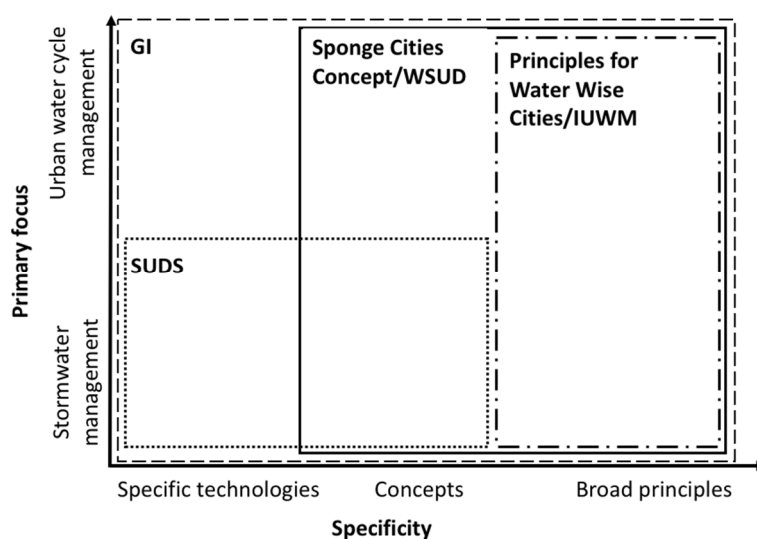 GI
Sponge Cities
Concept/WSUD
Principles for
Water Wise
Cities/IUWM
SUDS
Primary focus
Urban water cycle
management
Stormwater
management
Specific technologies
Concepts
Broad principles
Specificity